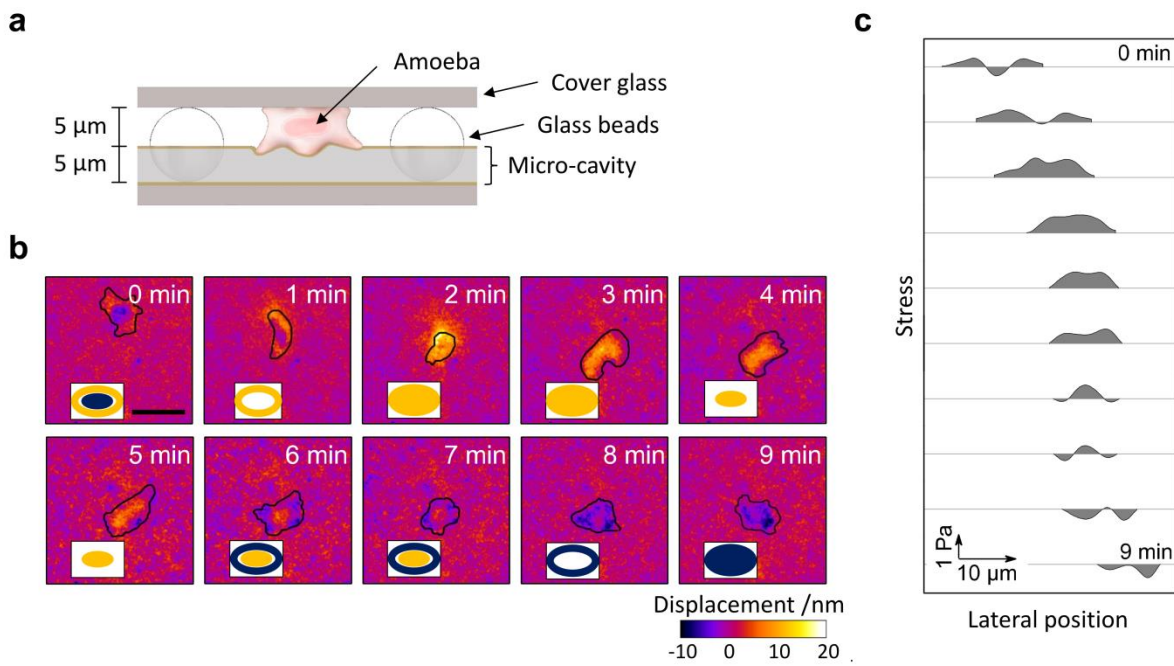 a
Amoeba
Cover glass
5 µm
Glass beads
5 µm
Micro-cavity
b
0 min
1 min
2 min
3 min
4 min
5 min
6 min
7 min
8 min
9 min
Displacement /nm
-10 0 10 20
c
0 min
Stress
1 Pa
10 µm
9 min
Lateral position